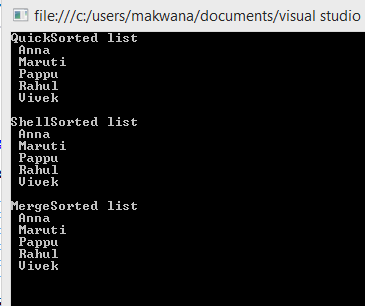 file:///c:/users/makwana/documents/visual studio
QuickSorted list
Anna
Maruti
Pappu
Rahul
Vivek
ShellSorted list
Anna
Maruti
Pappu
Rahul
Vivek
MergeSorted list
Anna
Maruti
Pappu
Rahul
Vivek